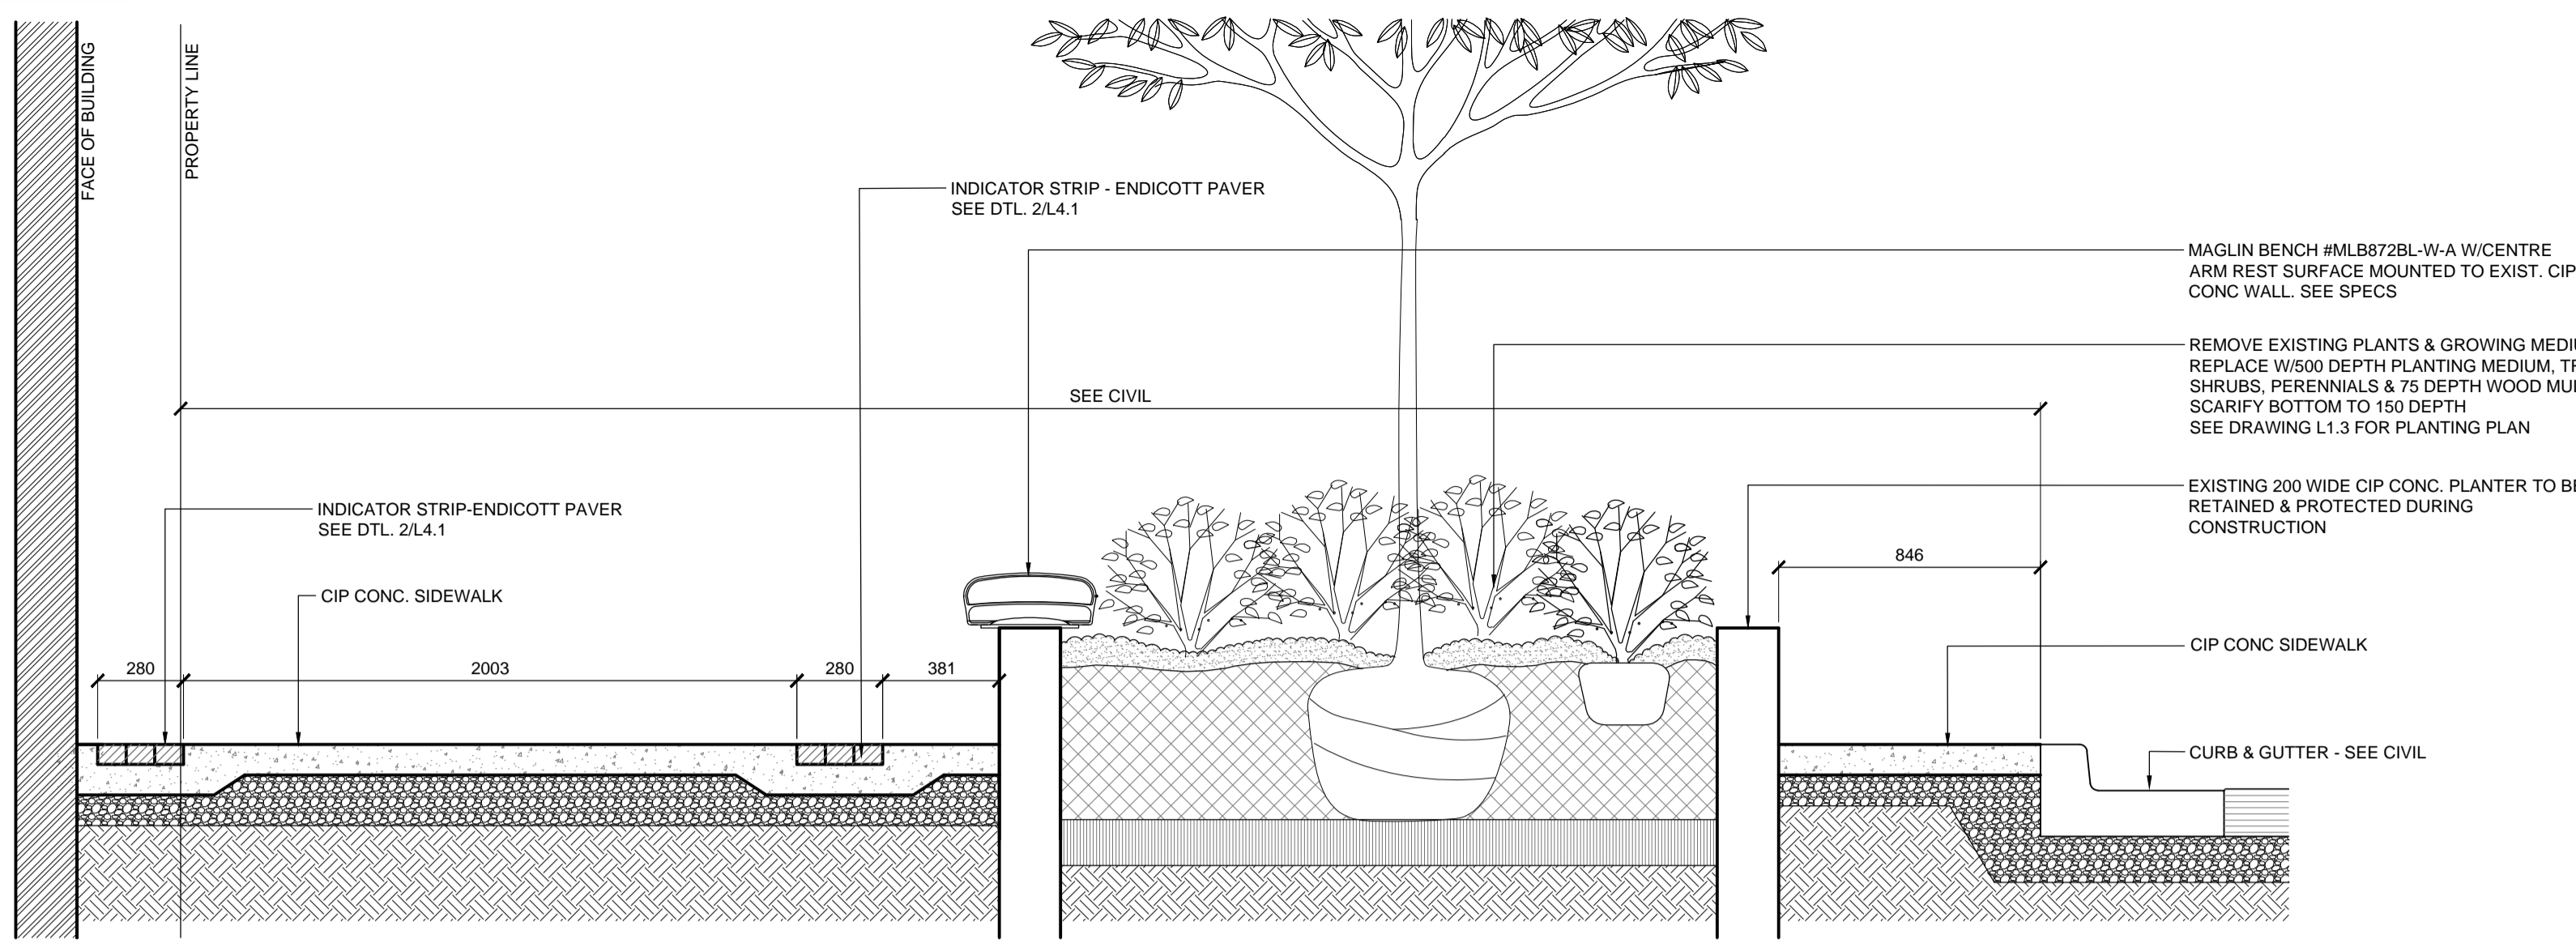 FACE OF BUILDING
PROPERTY LINE
INDICATOR STRIP - ENDICOTT PAVER
SEE DTL. 2/L4.1
MAGLIN BENCH #MLB872BL-W-A W/CENTRE
ARM REST SURFACE MOUNTED TO EXIST. CIP
CONC WALL. SEE SPECS
REMOVE EXISTING PLANTS & GROWING
REPLACE W/500 DEPTH PLANTING MEDIUM,
SHRUBS, PERENNIALS & 75 DEPTH WOOD
SCARIFY BOTTOM TO 150 DEPTH
SEE DRAWING L1.3 FOR PLANTING PLAN
SEE CIVIL
EXISTING 200 WIDE CIP CONC. PLANTER TO
RETAINED & PROTECTED DURING
CONSTRUCTION
INDICATOR STRIP-ENDICOTT PAVER
SEE DTL. 2/L4.1
846
CIP CONC. SIDEWALK
CIP CONC SIDEWALK
280
2003
280
381
CURB & GUTTER - SEE CIVIL